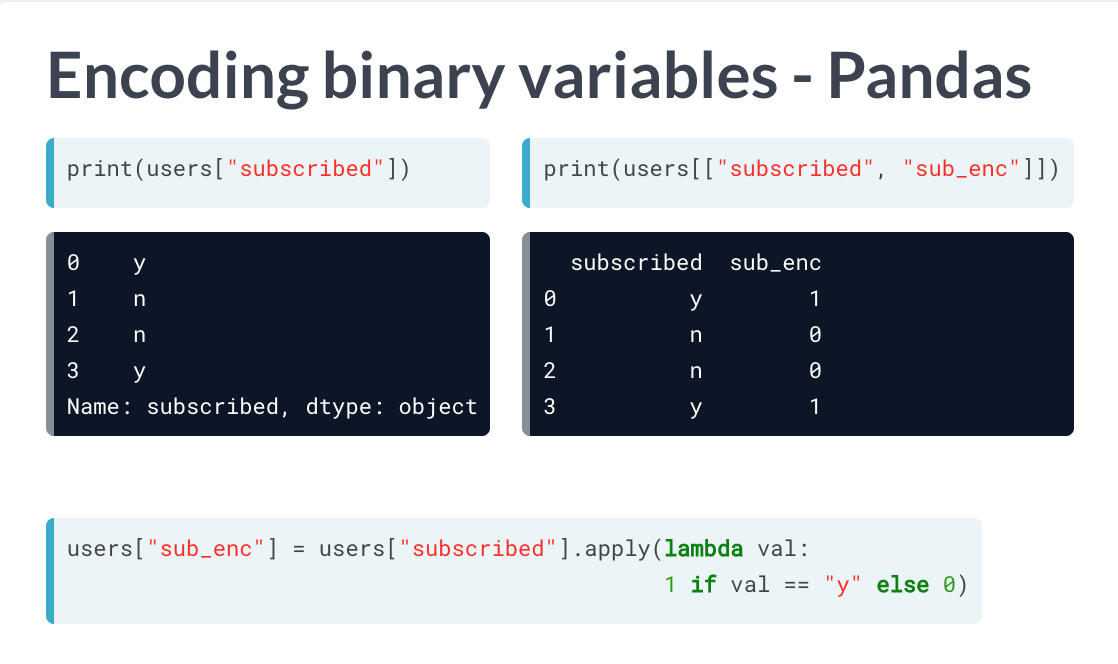 Encoding binary variables - Pandas
print(users["subscribed"])
0    y
1    n
2    n
3    y
Name: subscribed, dtype: object
print(users[["subscribed", "sub_enc"]])
  subscribed  sub_enc
0          y        1
1          n        0
2          n        0
3          y        1
users["sub_enc"] = users["subscribed"].apply(lambda val:
                                             1 if val == "y" else 0)